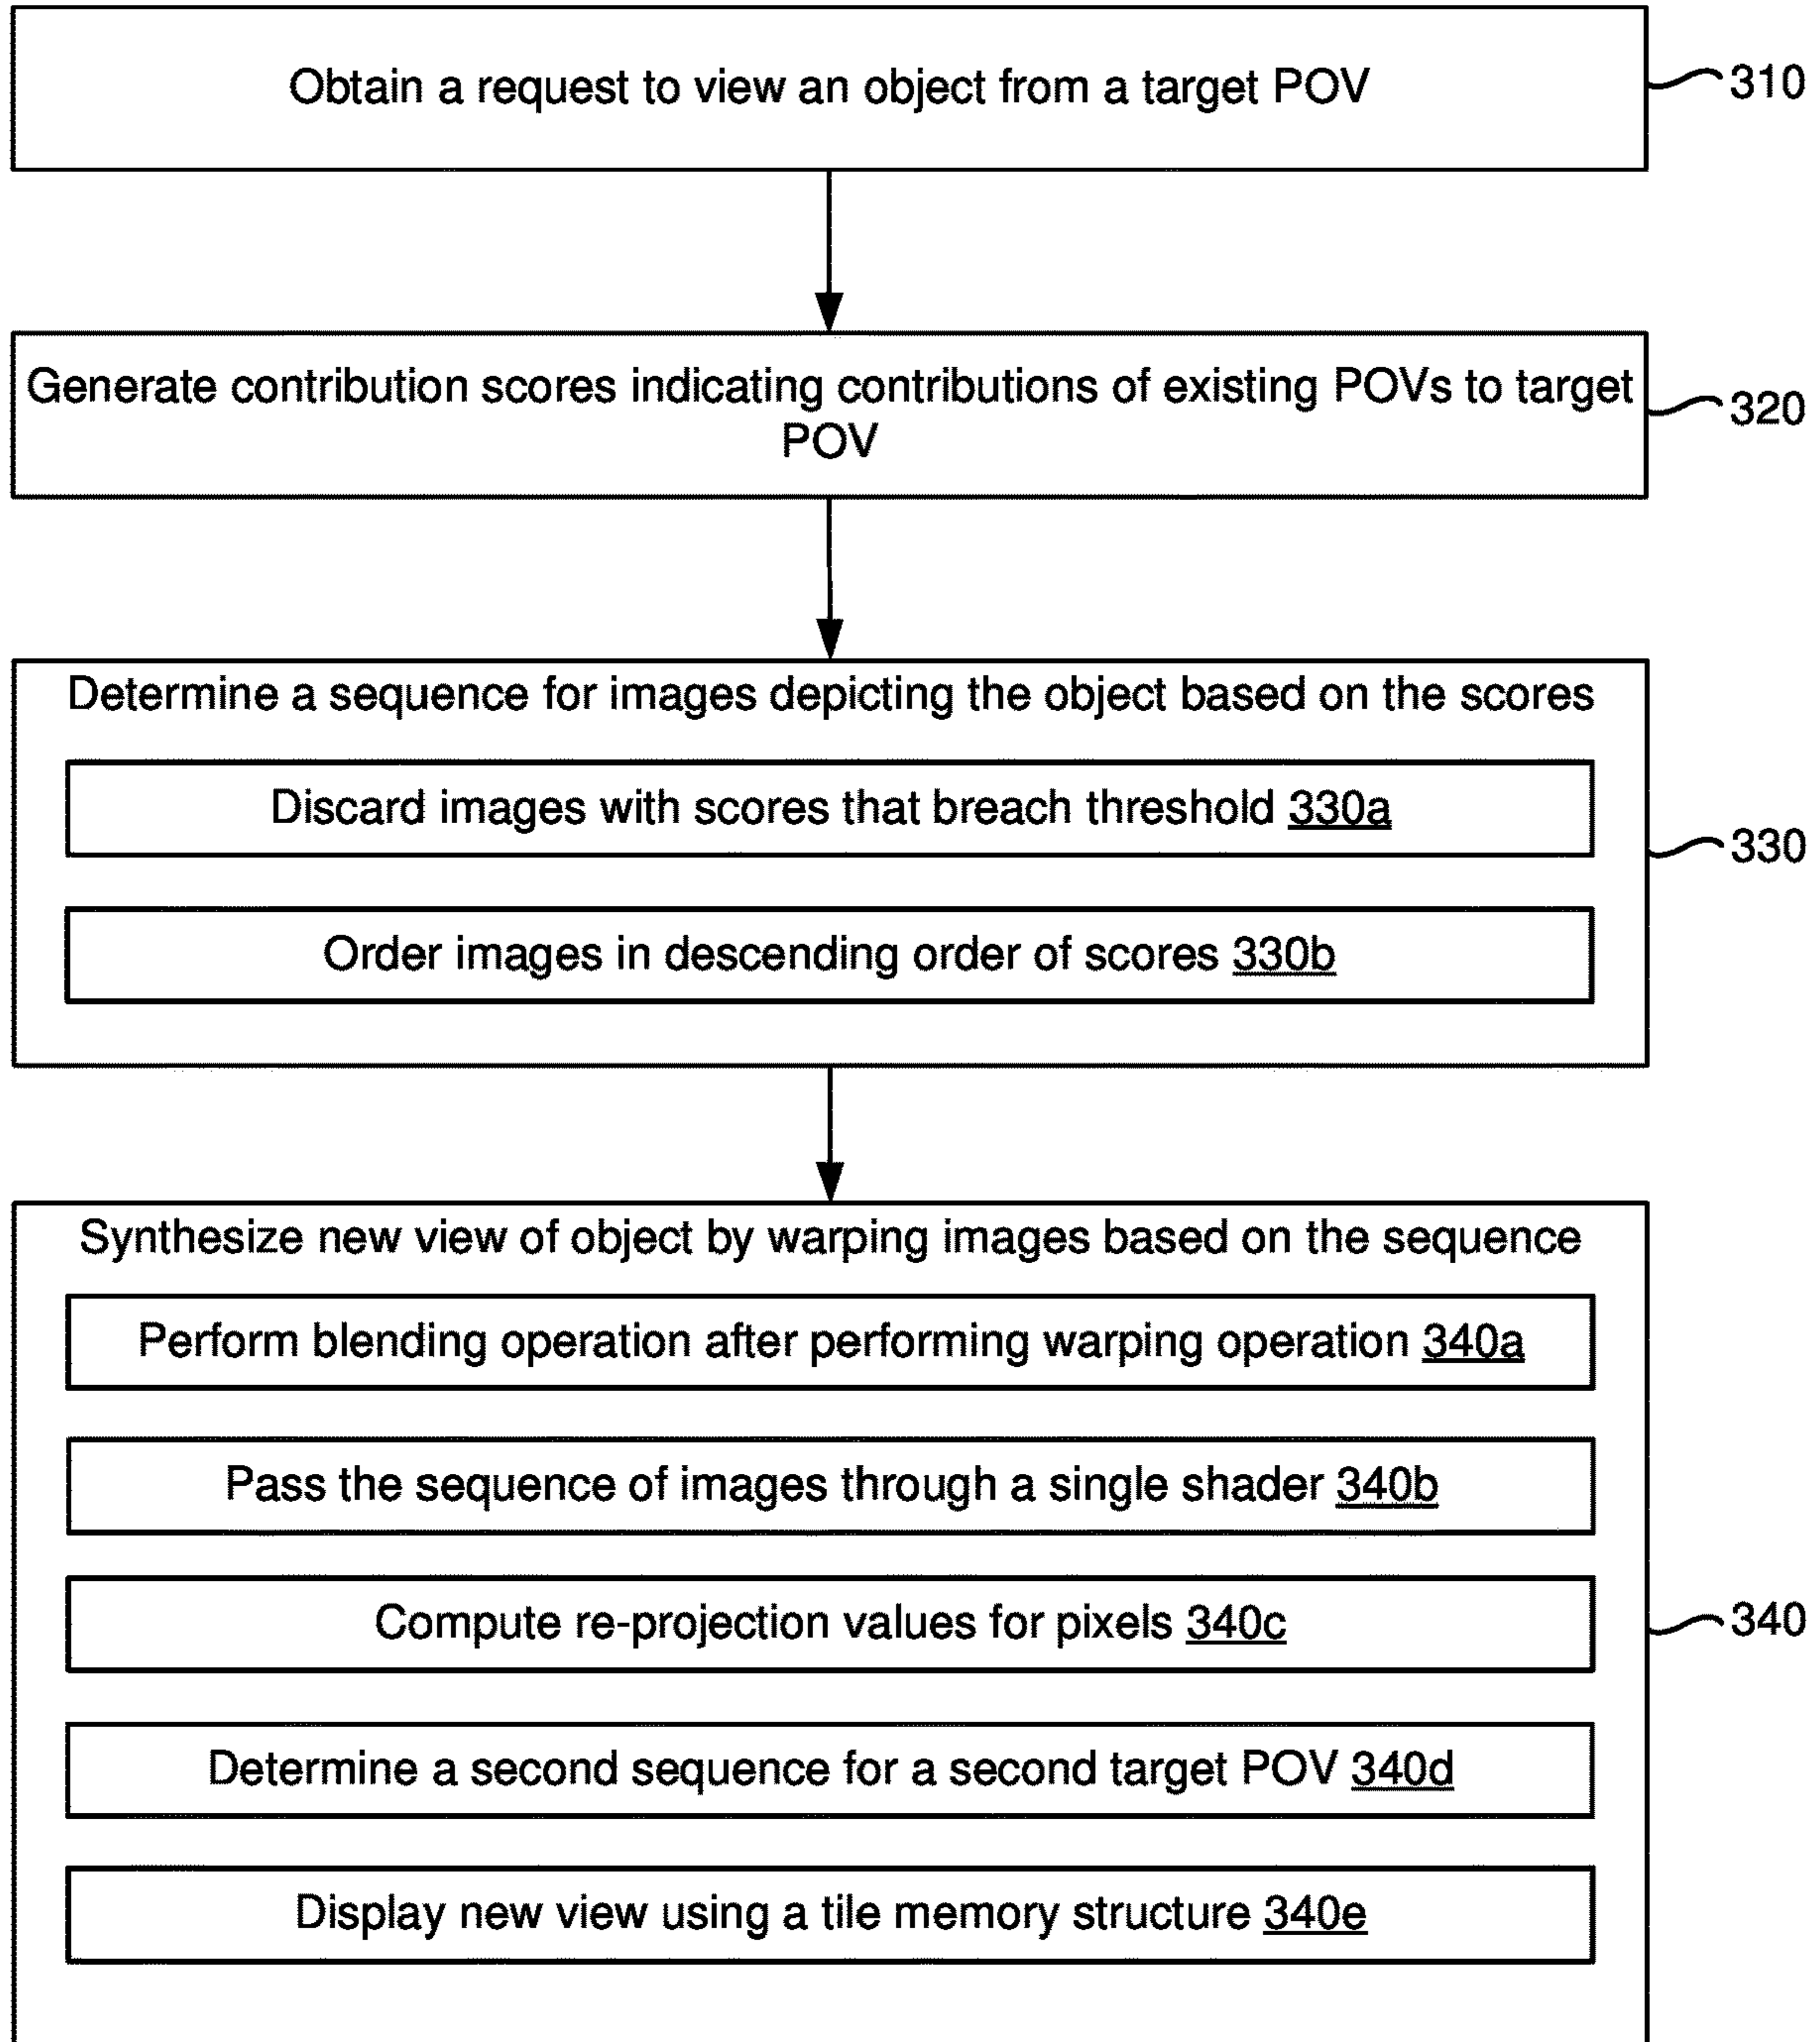 Obtain a request to view an object from a target POV
310
Generate contribution scores indicating contributions of existing POVs to target
POV
320
Determine a sequence for images depicting the object based on the scores
Discard images with scores that breach threshold 330a
330
Order images in descending order of scores 330b
Synthesize new view of object by warping images based on the sequence
Perform blending operation after performing warping operation 340a
Pass the sequence of images through a single shader 340b
Compute re-projection values for pixels 340c
340
Determine a second sequence for a second target POV 340d
Display new view using a tile memory structure 340e